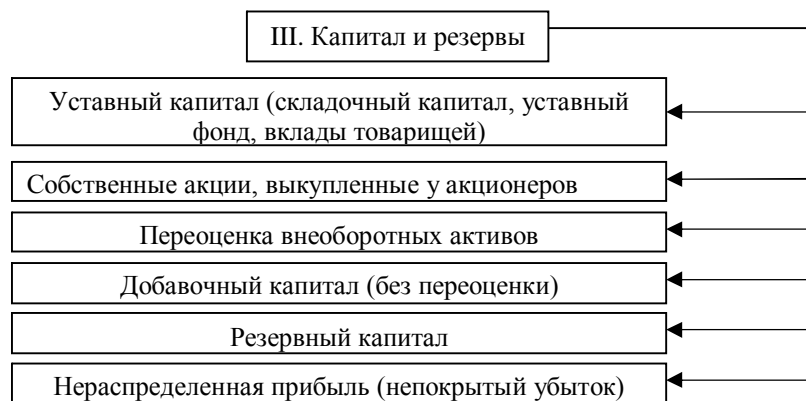 III. Капитал и резервы
Уставный капитал (складочный капитал, уставный
фонд, вклады товарищей)
Собственные акции, выкупленные у акционеров
Переоценка внеоборотных активов
Добавочный капитал (без переоценки)
Резервный капитал
Нераспределенная прибыль (непокрытый убыток)